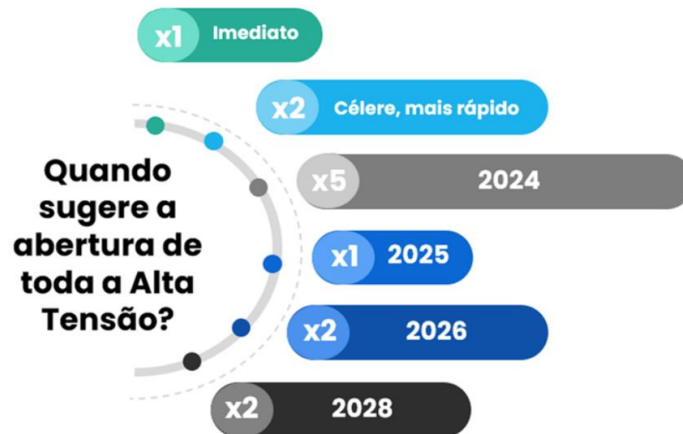 x1 Imediato
x2 Célere, mais rápido
x5 2024
x1 2025
x2 2026
x2 2028
Quando
sugere a
abertura de
toda a Alta
Tensão?